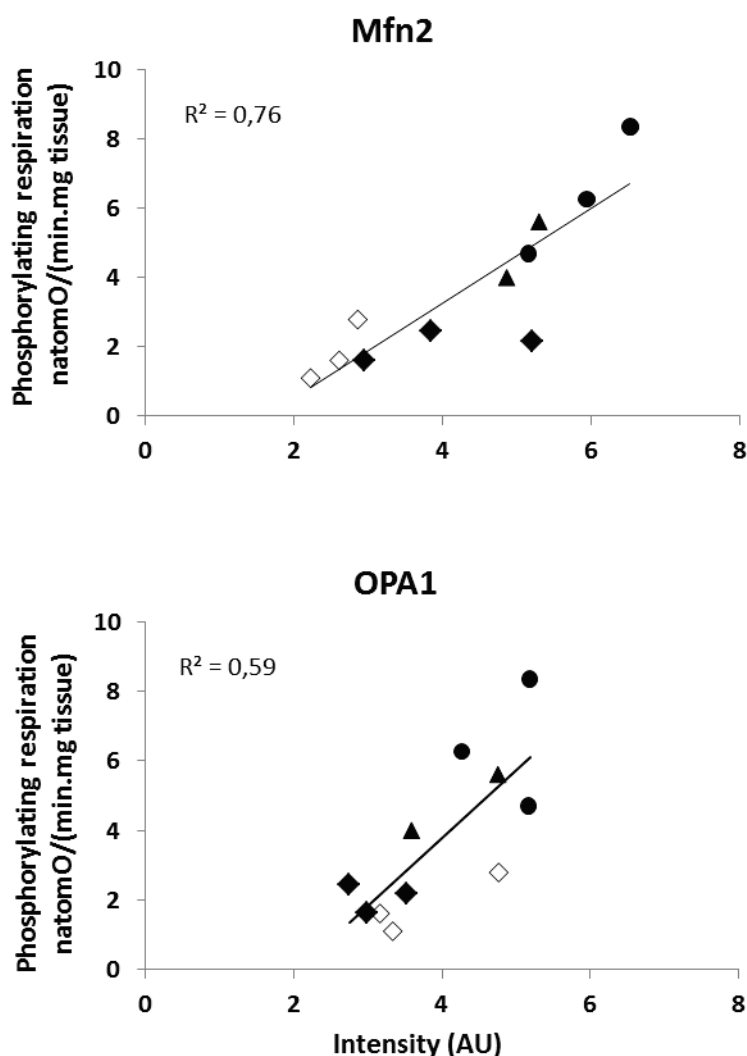 Mfn2
Phosphorylating respiration
natomO/(min.mg tissue)
10
8
6
4
2
0
R² = 0,76
0 2 4 6 8
OPA1
Phosphorylating respiration
natomO/(min.mg tissue)
10
8
6
4
2
0
R² = 0,59
0 2 4 6 8
Intensity (AU)